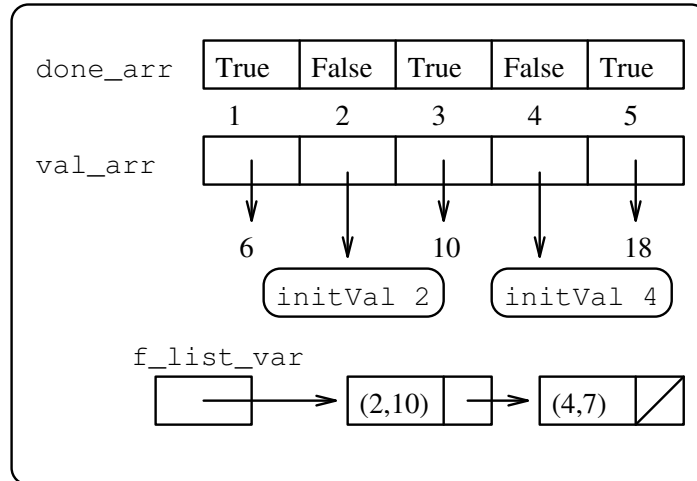 done_arr True False True False True
1 2 3 4 5
val_arr
6 10 18
initVal 2 initVal 4
f_list_var
(2,10) (4,7)